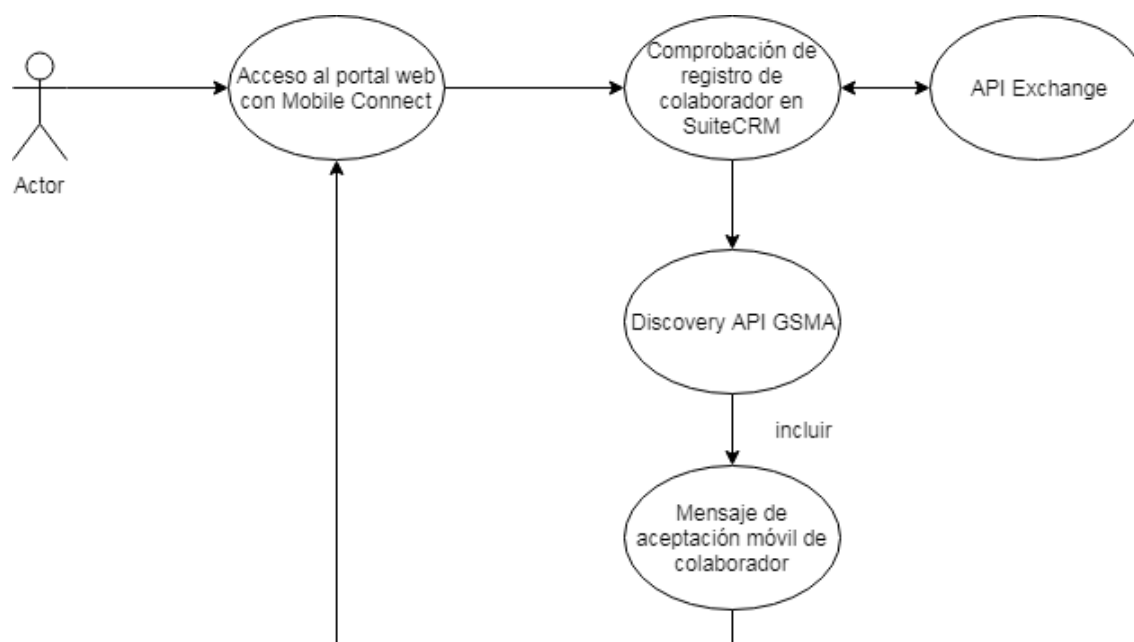 Acceso al portal web
con Mobile Connect
Comprobación de
registro de
colaborador en
SuiteCRM
API Exchange
Actor
Discovery API GSMA
incluir
Mensaje de
aceptación móvil de
colaborador